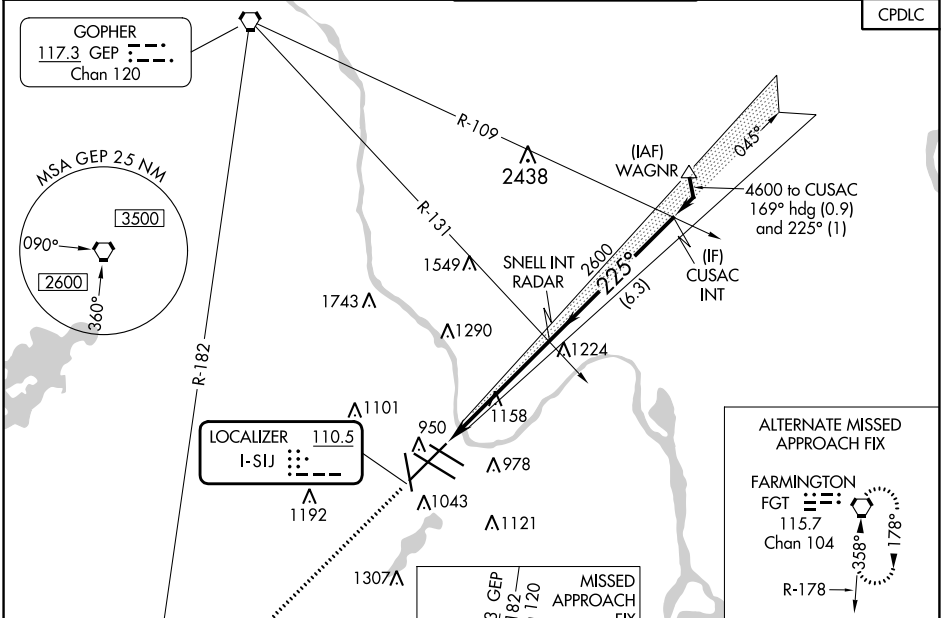 CPDLC
GOPHER
117.3 GEP
Chan 120
R-109
(IAF)
WAGNR
045°
2438
MSA GEP 25 NM
4600 to CUSAC
169° hdg (0.9)
and 225° (1)
3500
R-131
090°
2600
360°
1549
SNELL INT
RADAR
2600
225°
(6.3)
(IF)
CUSAC
INT
1743
1290
1224
R-182
1158
1101
950
LOCALIZER 110.5
I-SIJ
978
1192
1043
1121
1307
ALTERNATE MISSED
APPROACH FIX
FARMINGTON
FGT
115.7
Chan 104
358°
178°
R-178
GEP
182
120
MISSED
APPROACH